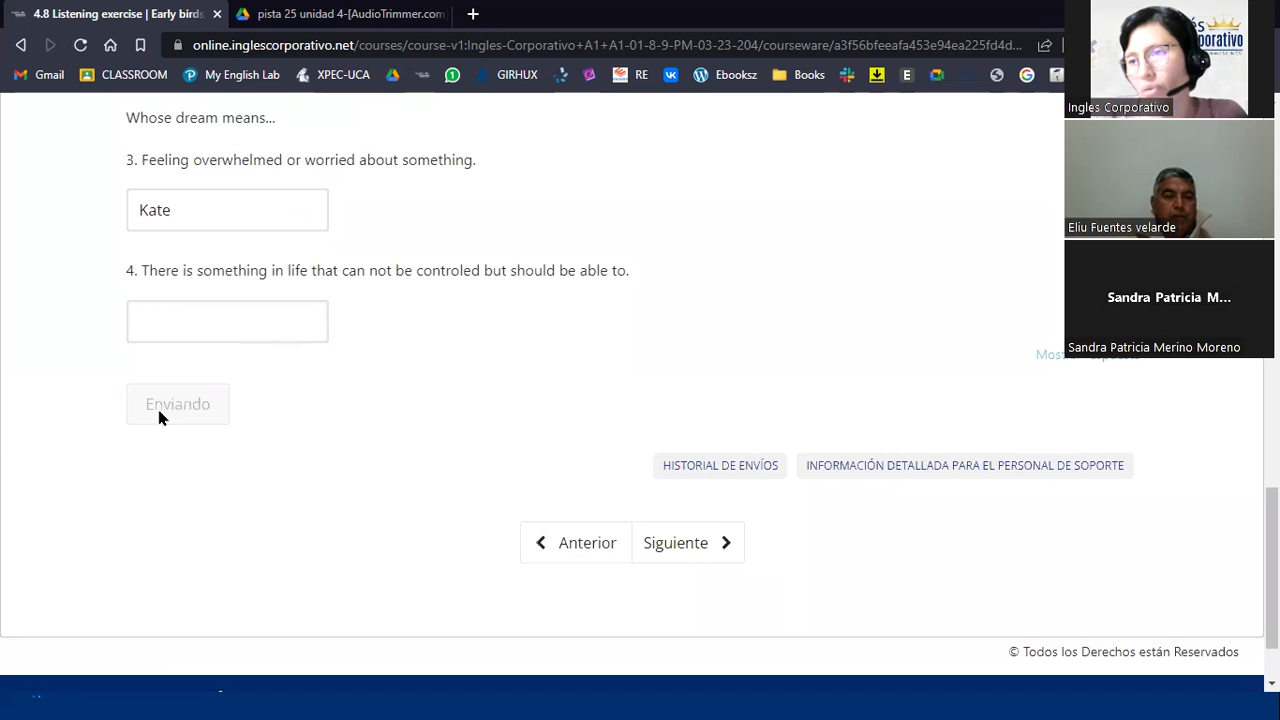 4.8 Listening exercise | Early birds
pista 25 unidad 4-[AudioTrimmer.com
online.inglescorporativo.net/courses/course-v1:Ingles-Corporativo+A1+A1-01-8-9-PM-03-23-204/courseware/a3f56bfeefa453e94ea225fd4d...
Gmail CLASSROOM My English Lab XPEC-UCA GIRHUX RE WordPress Ebooksz Books
Ingles Corporativo
Whose dream means...
3. Feeling overwhelmed or worried about something.
Kate
Eliu Fuentes velarde
4. There is something in life that can not be controled but should be able to.
Sandra Patricia M...
Sandra Patricia Merino Moreno
Enviando
HISTORIAL DE ENVÍOS
INFORMACIÓN DETALLADA PARA EL PERSONAL DE SOPORTE
Anterior
Siguiente
© Todos los Derechos están Reservados